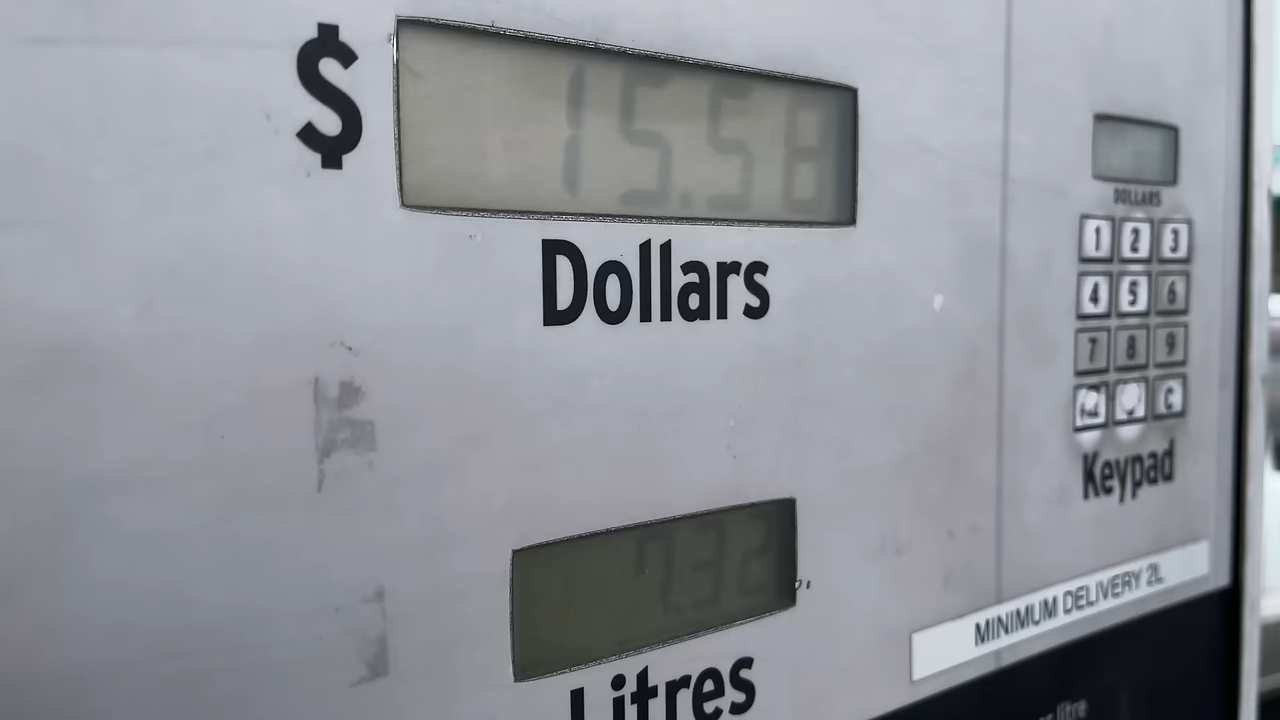 $ 15.58
Dollars
DOLLARS
1 2 3
4 5 6
7 8 9
C
Keypad
7.32
Litres
MINIMUM DELIVERY 2L
litre